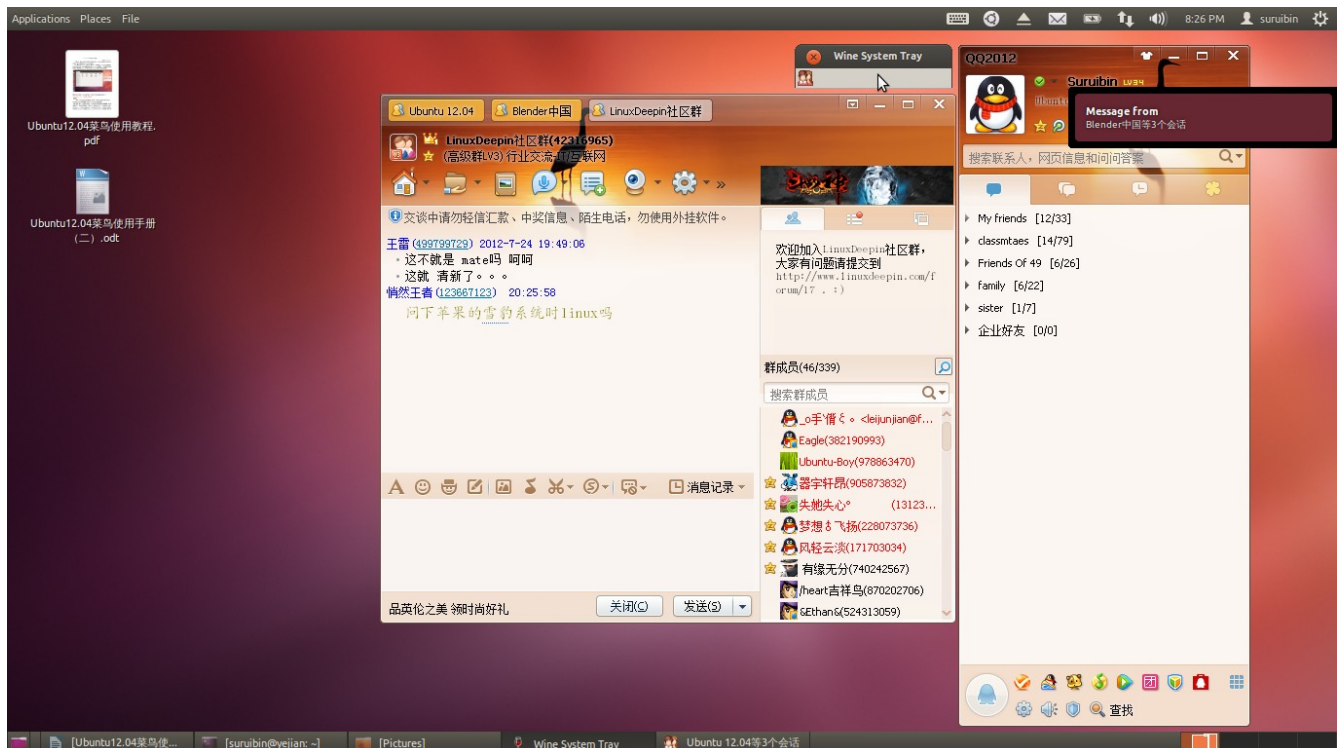 Applications Places File
8:26 PM suruibin
Ubuntu12.04菜鸟使用教程.
pdf
Ubuntu12.04菜鸟使用手册
（二）.odt
Wine System Tray
Ubuntu 12.04 Blender中国 LinuxDeepin社区群
LinuxDeepin社区群(42316965)
(高级群LV3) 行业交流-IT/互联网
交谈中请勿轻信汇款、中奖信息、陌生电话，勿使用外挂软件。
王雷(499799729) 2012-7-24 19:49:06
这不就是 mate吗 呵呵
这就 清新了。。。
悄然王者(123667123) 20:25:58
问下苹果的雪豹系统时linux吗
消息记录
品英伦之美 领时尚好礼
关闭(C) 发送(S)
欢迎加入LinuxDeepin社区群，
大家有问题请提交到
http://www.linuxdeepin.com/f
orum/17 . :)
群成员(46/339)
搜索群成员
<leijunjian@f...
Eagle(382190993)
Ubuntu-Boy(978863470)
器宇轩昂(905873832)
失她失心° (13123...
梦想 飞扬(228073736)
风轻云淡(171703034)
有缘无分(740242567)
/heart吉祥鸟(870202706)
&Ethan&(524313059)
QQ2012
Suruibin LV34
Message from
Blender中国等3个会话
搜索联系人，网页信息和问问答案
My friends [12/33]
classmtaes [14/79]
Friends Of 49 [6/26]
family [6/22]
sister [1/7]
企业好友 [0/0]
查找
[Ubuntu12.04菜鸟使... [suruibin@yejian: ~] [Pictures] Wine System Tray Ubuntu 12.04等3个会话